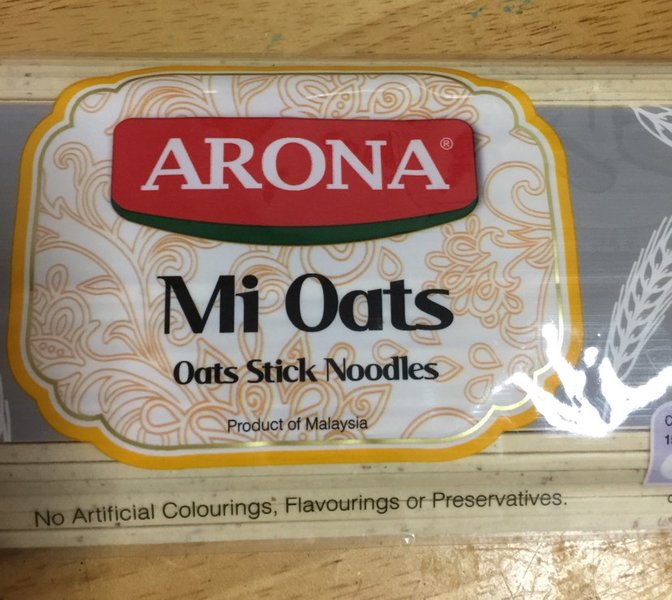 ARONA®
Mi Oats
Oats Stick Noodles
Product of Malaysia
No Artificial Colourings, Flavourings or Preservatives.